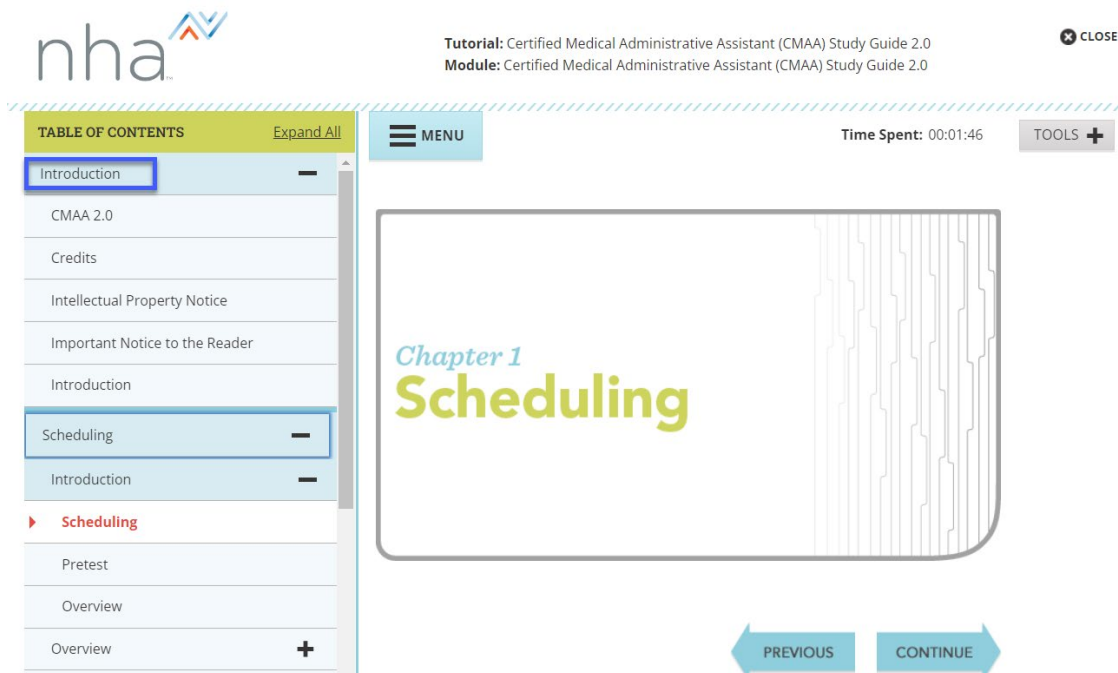 nha
Tutorial: Certified Medical Administrative Assistant (CMAA) Study Guide 2.0
Module: Certified Medical Administrative Assistant (CMAA) Study Guide 2.0
CLOSE
TABLE OF CONTENTS Expand All
MENU
Time Spent: 00:01:46
TOOLS
Introduction
CMAA 2.0
Credits
Intellectual Property Notice
Important Notice to the Reader
Introduction
Scheduling
Introduction
Scheduling
Pretest
Overview
Overview
Chapter 1
Scheduling
PREVIOUS
CONTINUE